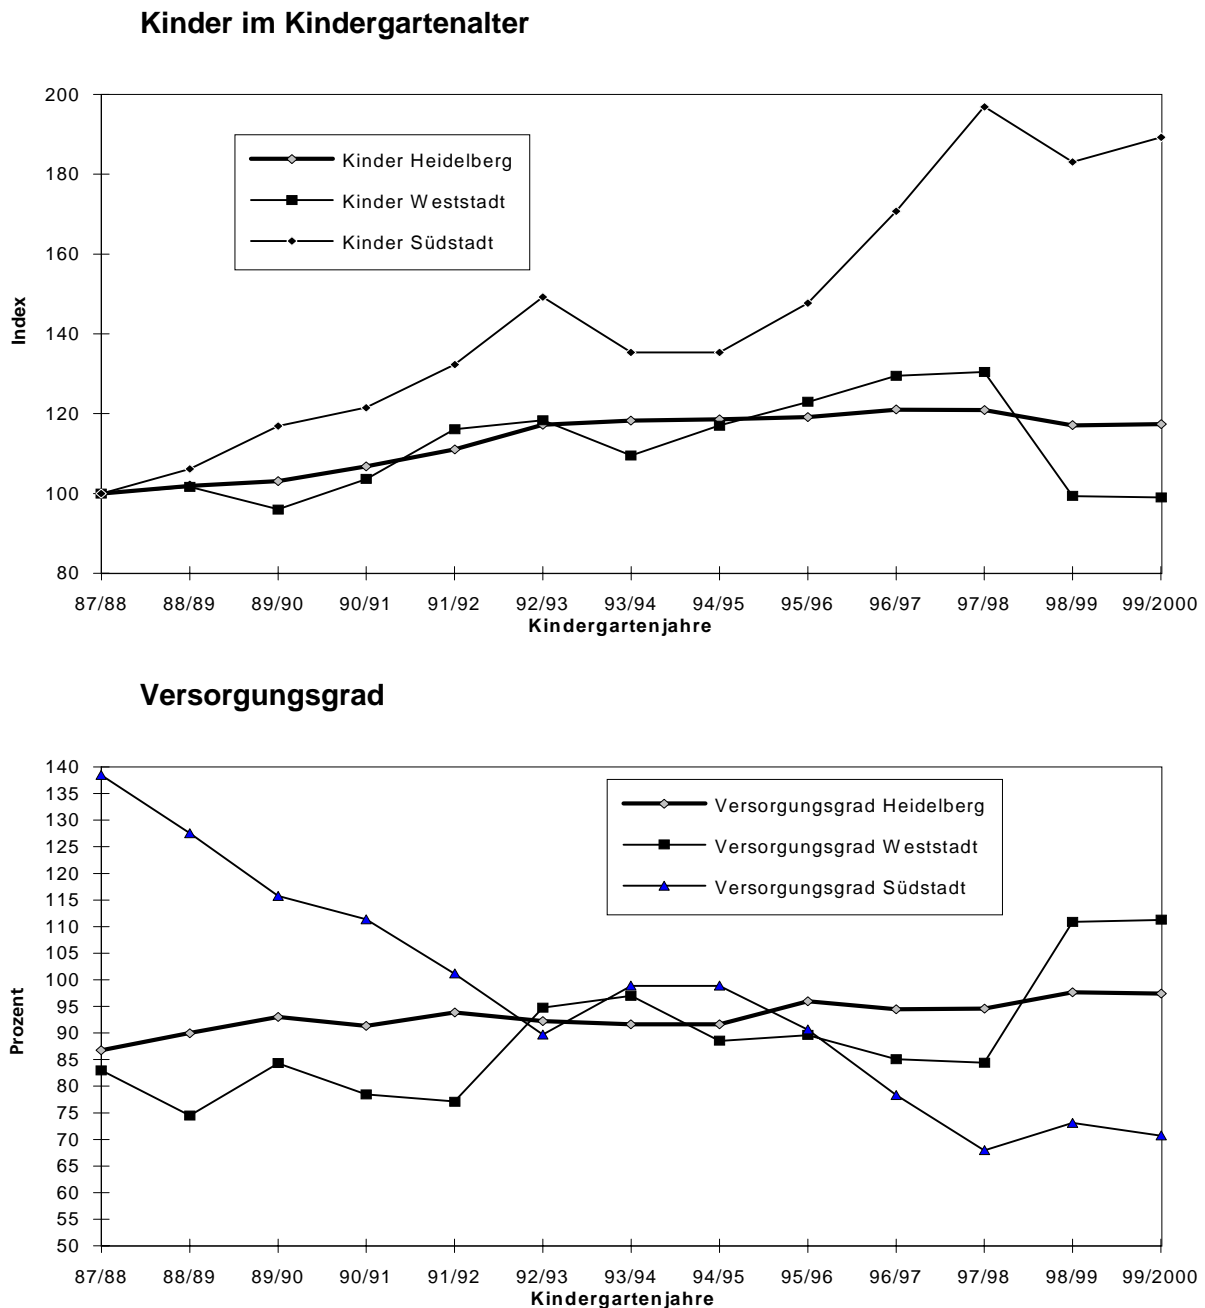 Kinder im Kindergartenalter
200
180
160
140
120
100
80
Index
Kinder Heidelberg
Kinder Weststadt
Kinder Südstadt
87/88 88/89 89/90 90/91 91/92 92/93 93/94 94/95 95/96 96/97 97/98 98/99 99/2000
Kindergartenjahre
Versorgungsgrad
140
135
130
125
120
115
110
105
100
95
90
85
80
75
70
65
60
55
50
Prozent
Versorgungsgrad Heidelberg
Versorgungsgrad Weststadt
Versorgungsgrad Südstadt
87/88 88/89 89/90 90/91 91/92 92/93 93/94 94/95 95/96 96/97 97/98 98/99 99/2000
Kindergartenjahre